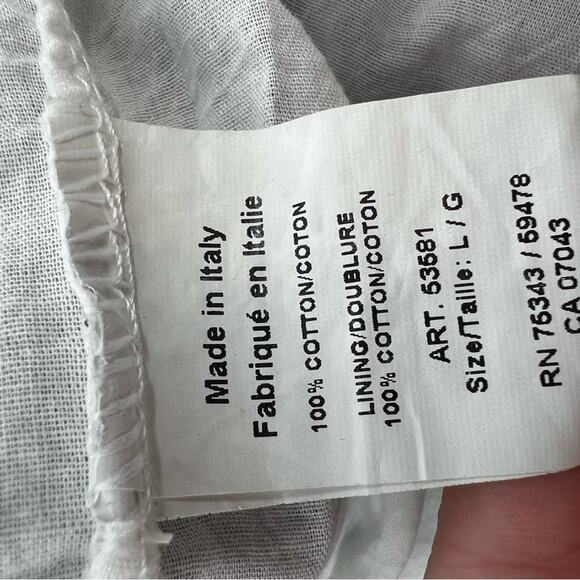 Made in Italy
Fabriqué en Italie
100% COTTON/COTON
LINING/DOUBLURE
100% COTTON/COTON
ART. 53581
Size/Taille: L / G
RN 75343 / 59478
CA 07043